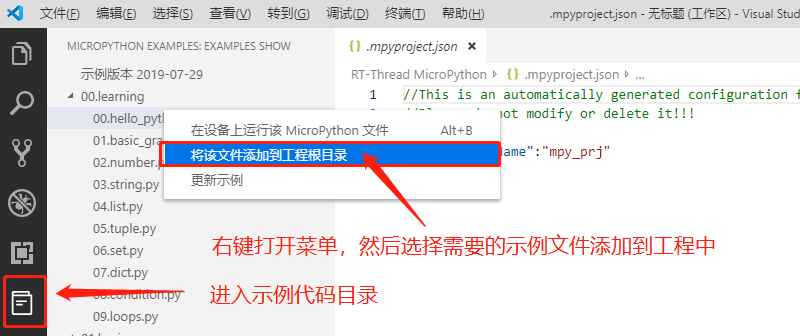 文件(F) 编辑(E) 选择(S) 查看(V) 转到(G) 调试(D) 终端(T) 帮助(H) .mpyproject.json - 无标题 (工作区) - Visual Stud
MICROPYTHON EXAMPLES: EXAMPLES SHOW
{.} .mpyproject.json ×
示例版本 2019-07-29
RT-Thread MicroPython › {.} .mpyproject.json › ...
00.learning
1 //This is an automatically generated configuration f
00.hello_pyth
not modify or delete it!!!
在设备上运行该 MicroPython 文件 Alt+B
01.basic_gra
将该文件添加到工程根目录
name":"mpy_prj"
02.number.p
更新示例
03.string.py
04.list.py
05.tuple.py
06.set.py
右键打开菜单，然后选择需要的示例文件添加到工程中
07.dict.py
08.condition.py
进入示例代码目录
09.loops.py